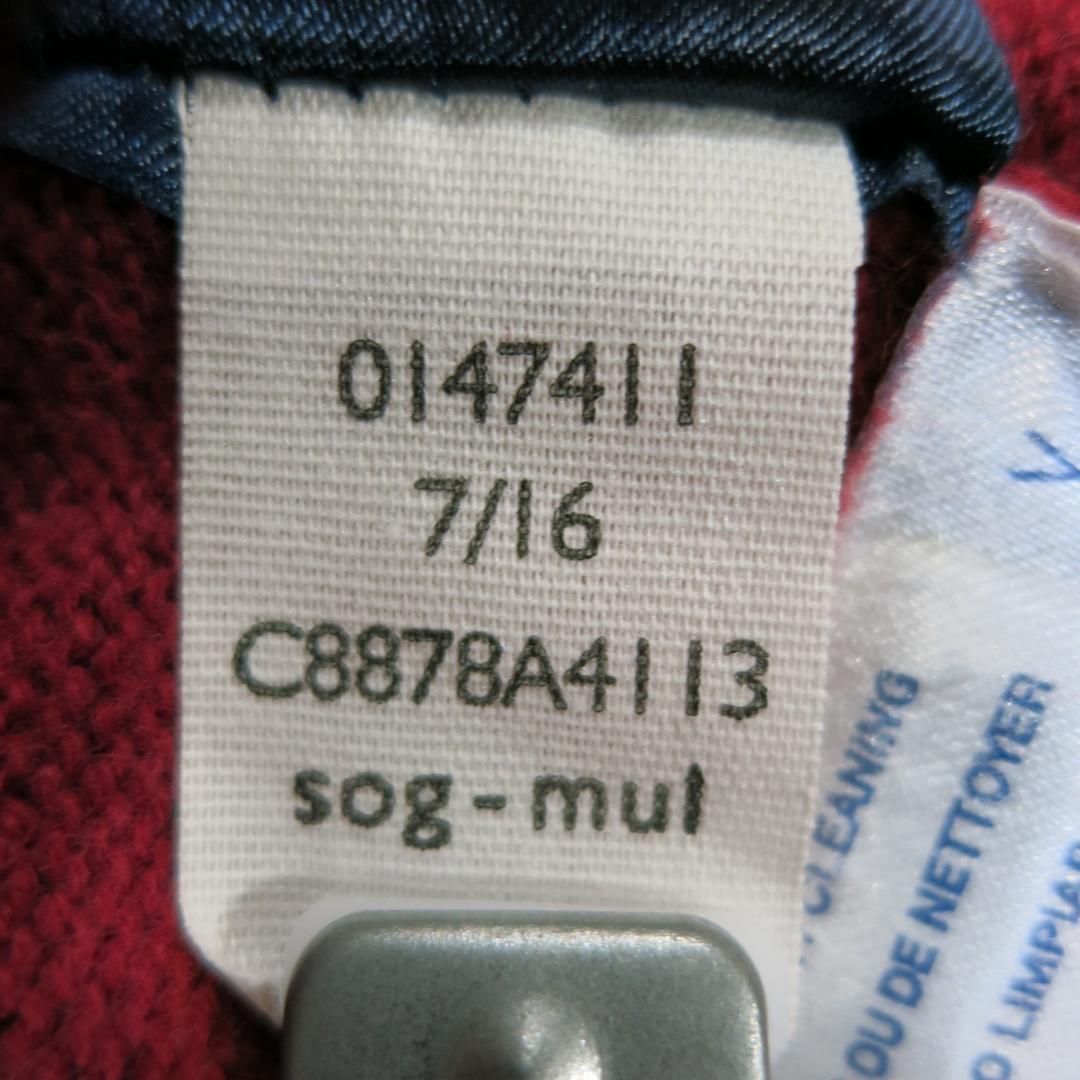 0147411
7/16
C8878A4113
sog-mul
V
CLEANING
OU DE NETTOYER
LIMPIAR